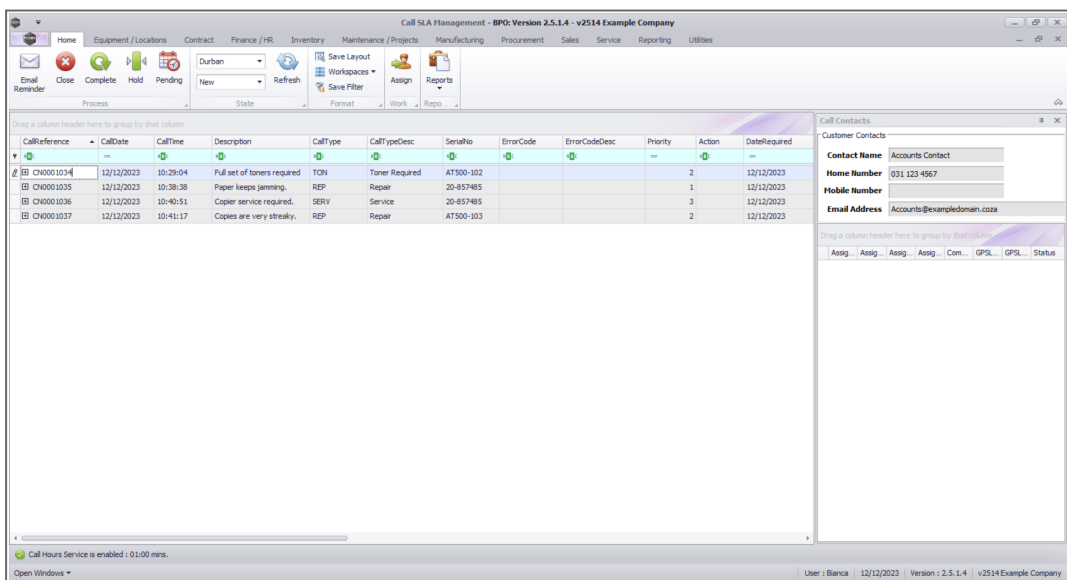 Call SLA Management - BPO: Version 2.5.1.4 - v2514 Example Company
Home Equipment / Locations Contract Finance / HR Inventory Maintenance / Projects Manufacturing Procurement Sales Service Reporting Utilities
Email Reminder Close Complete Hold Pending Durban New Refresh Save Layout Workspaces Save Filter Assign Reports
Process State Format Work Repo...
Drag a column header here to group by that column
CallReference CallDate CallTime Description CallType CallTypeDesc SerialNo ErrorCode ErrorCodeDesc Priority Action DateRequired
CN0001034 12/12/2023 10:29:04 Full set of toners required TON Toner Required AT500-102 2 12/12/2023
CN0001035 12/12/2023 10:38:38 Paper keeps jamming. REP Repair 20-857485 1 12/12/2023
CN0001036 12/12/2023 10:40:51 Copier service required. SERV Service 20-857485 3 12/12/2023
CN0001037 12/12/2023 10:41:17 Copies are very streaky. REP Repair AT500-103 2 12/12/2023
Call Contacts
Customer Contacts
Contact Name Accounts Contact
Home Number 031 123 4567
Mobile Number
Email Address Accounts@exampledomain.coza
Drag a column header here to group by that column
Assig... Assig... Assig... Assig... Com... GPSL... GPSL... Status
Call Hours Service is enabled : 01:00 mins.
Open Windows User : Bianca 12/12/2023 Version : 2.5.1.4 v2514 Example Company